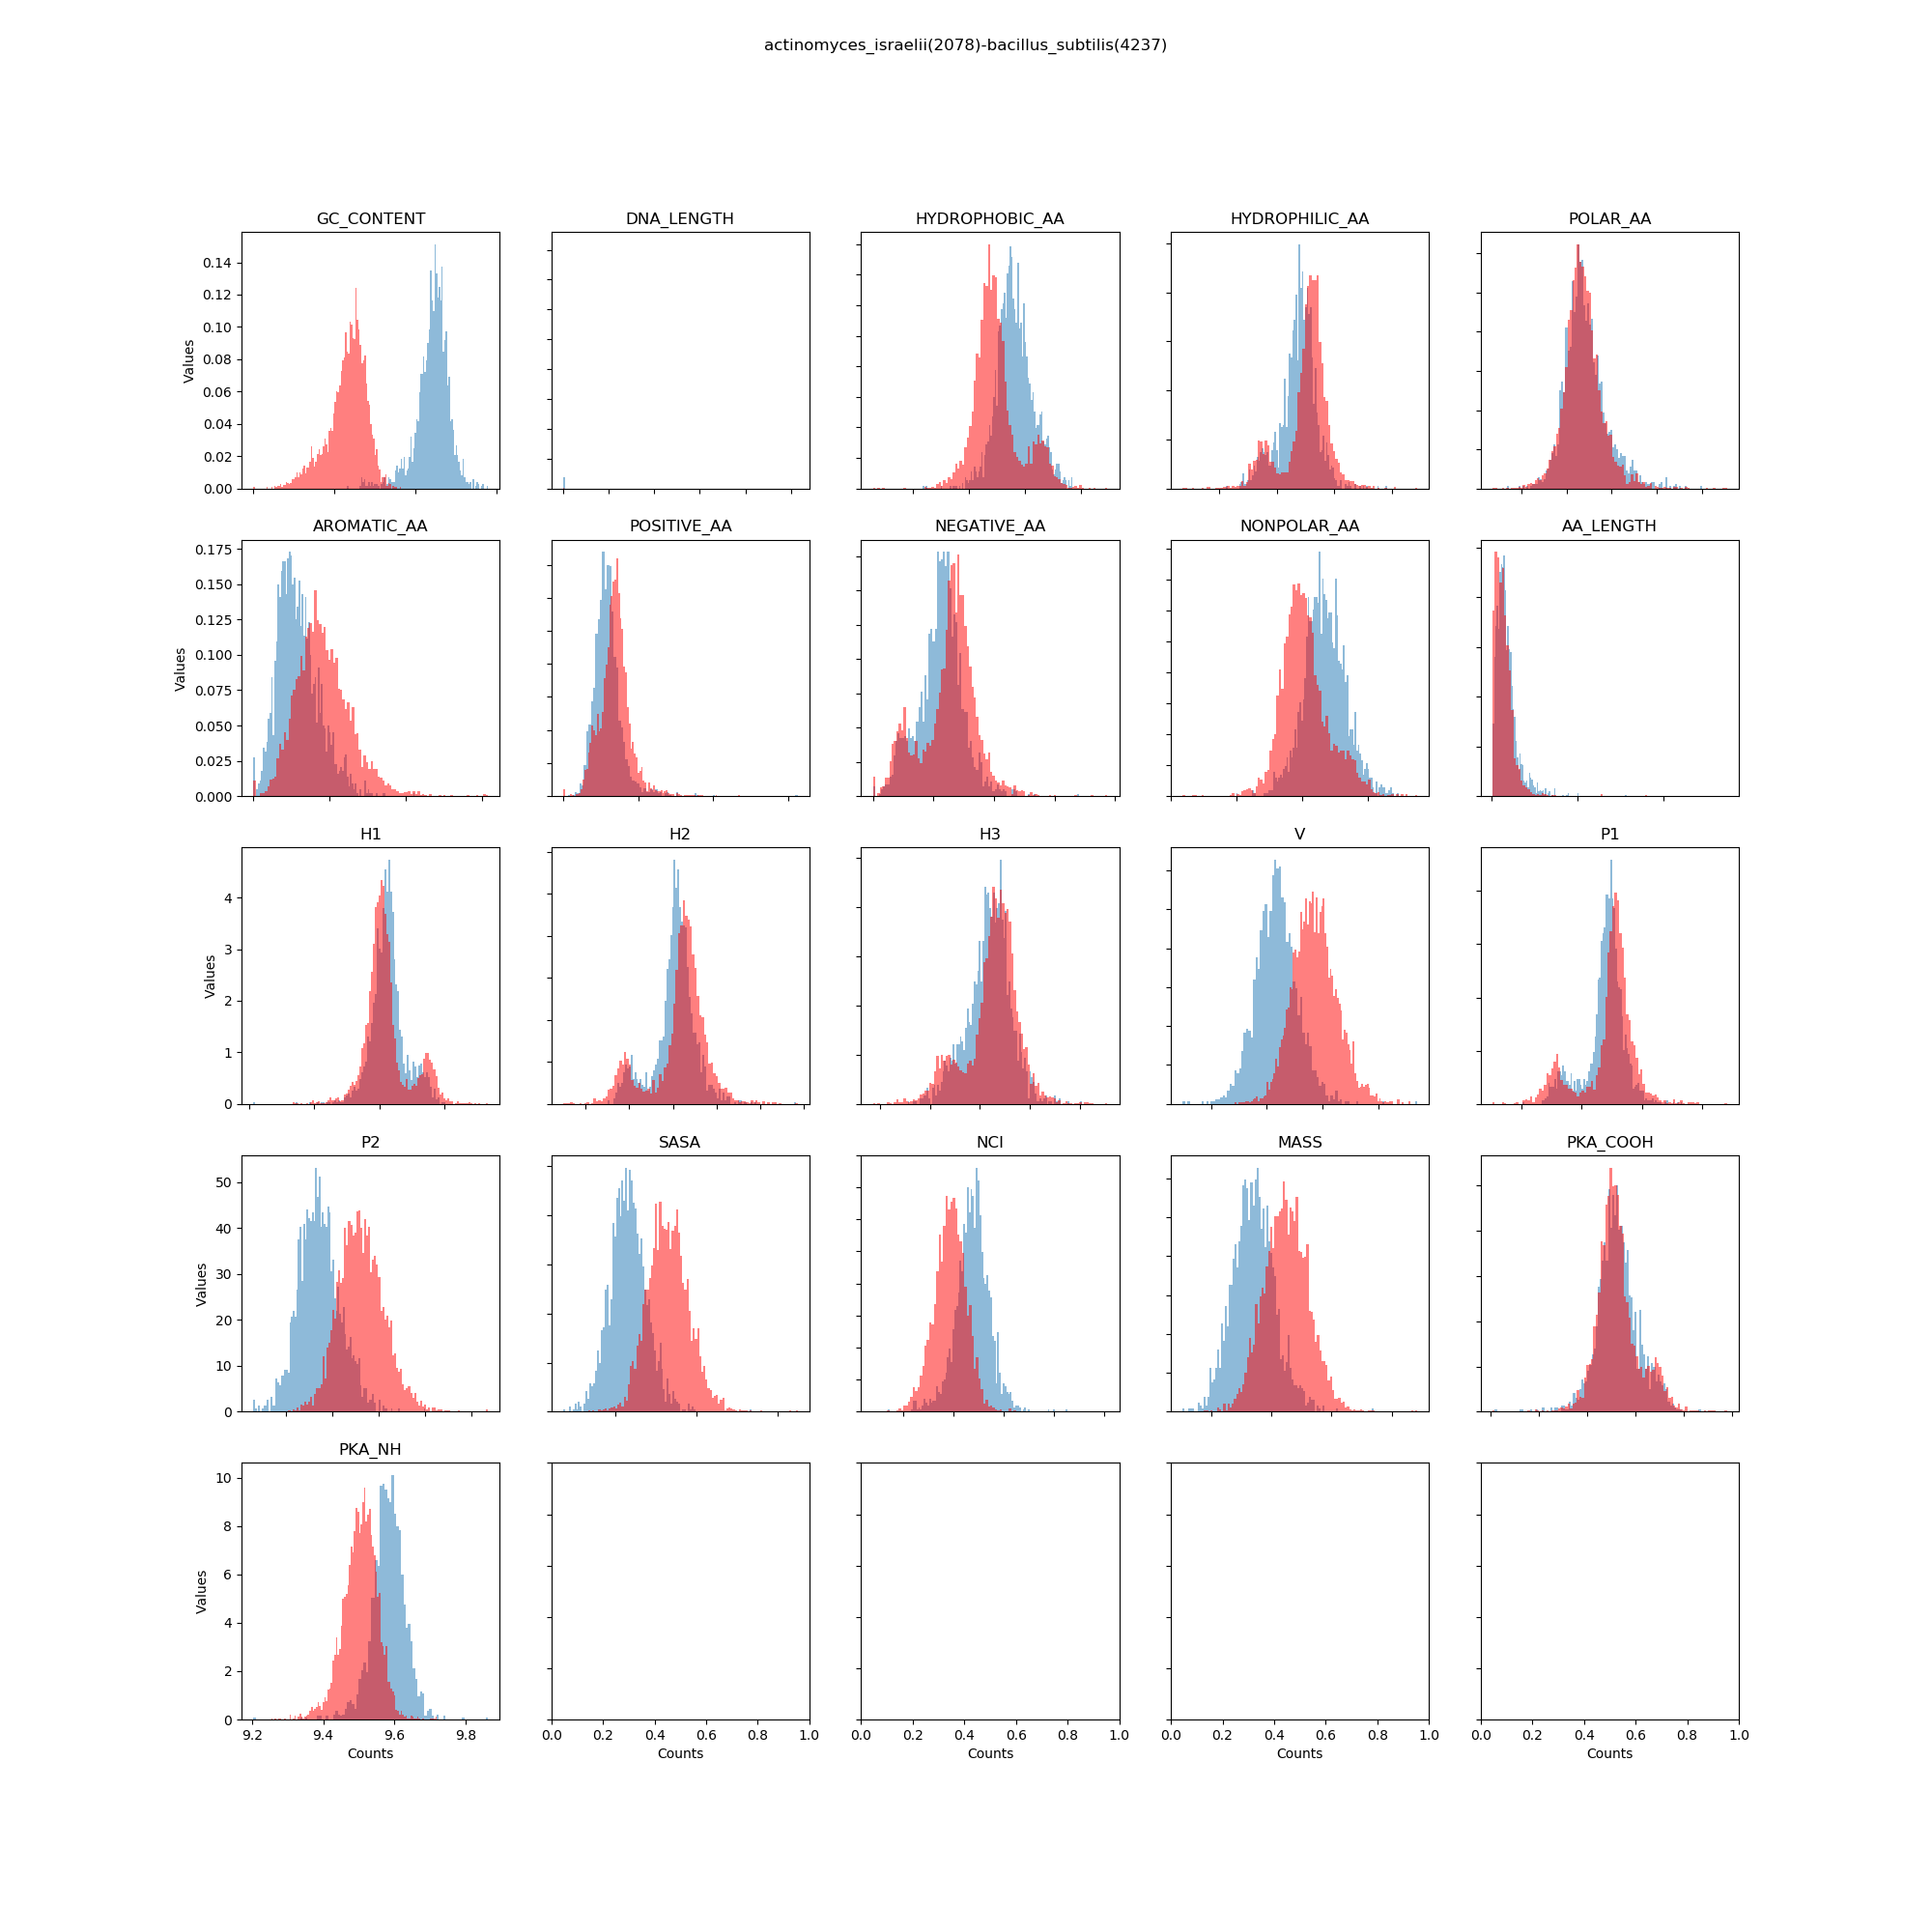 actinomyces_israelii(2078)-bacillus_subtilis(4237)
GC_CONTENT DNA_LENGTH HYDROPHOBIC_AA HYDROPHILIC_AA POLAR_AA
Values
0.14
0.12
0.10
0.08
0.06
0.04
0.02
0.00
AROMATIC_AA POSITIVE_AA NEGATIVE_AA NONPOLAR_AA AA_LENGTH
Values
0.175
0.150
0.125
0.100
0.075
0.050
0.025
0.000
H1 H2 H3 V P1
Values
4
3
2
1
0
P2 SASA NCI MASS PKA_COOH
Values
50
40
30
20
10
0
PKA_NH
Values
10
8
6
4
2
0
9.2 9.4 9.6 9.8 0.0 0.2 0.4 0.6 0.8 1.0 0.0 0.2 0.4 0.6 0.8 1.0 0.0 0.2 0.4 0.6 0.8 1.0 0.0 0.2 0.4 0.6 0.8 1.0
Counts Counts Counts Counts Counts